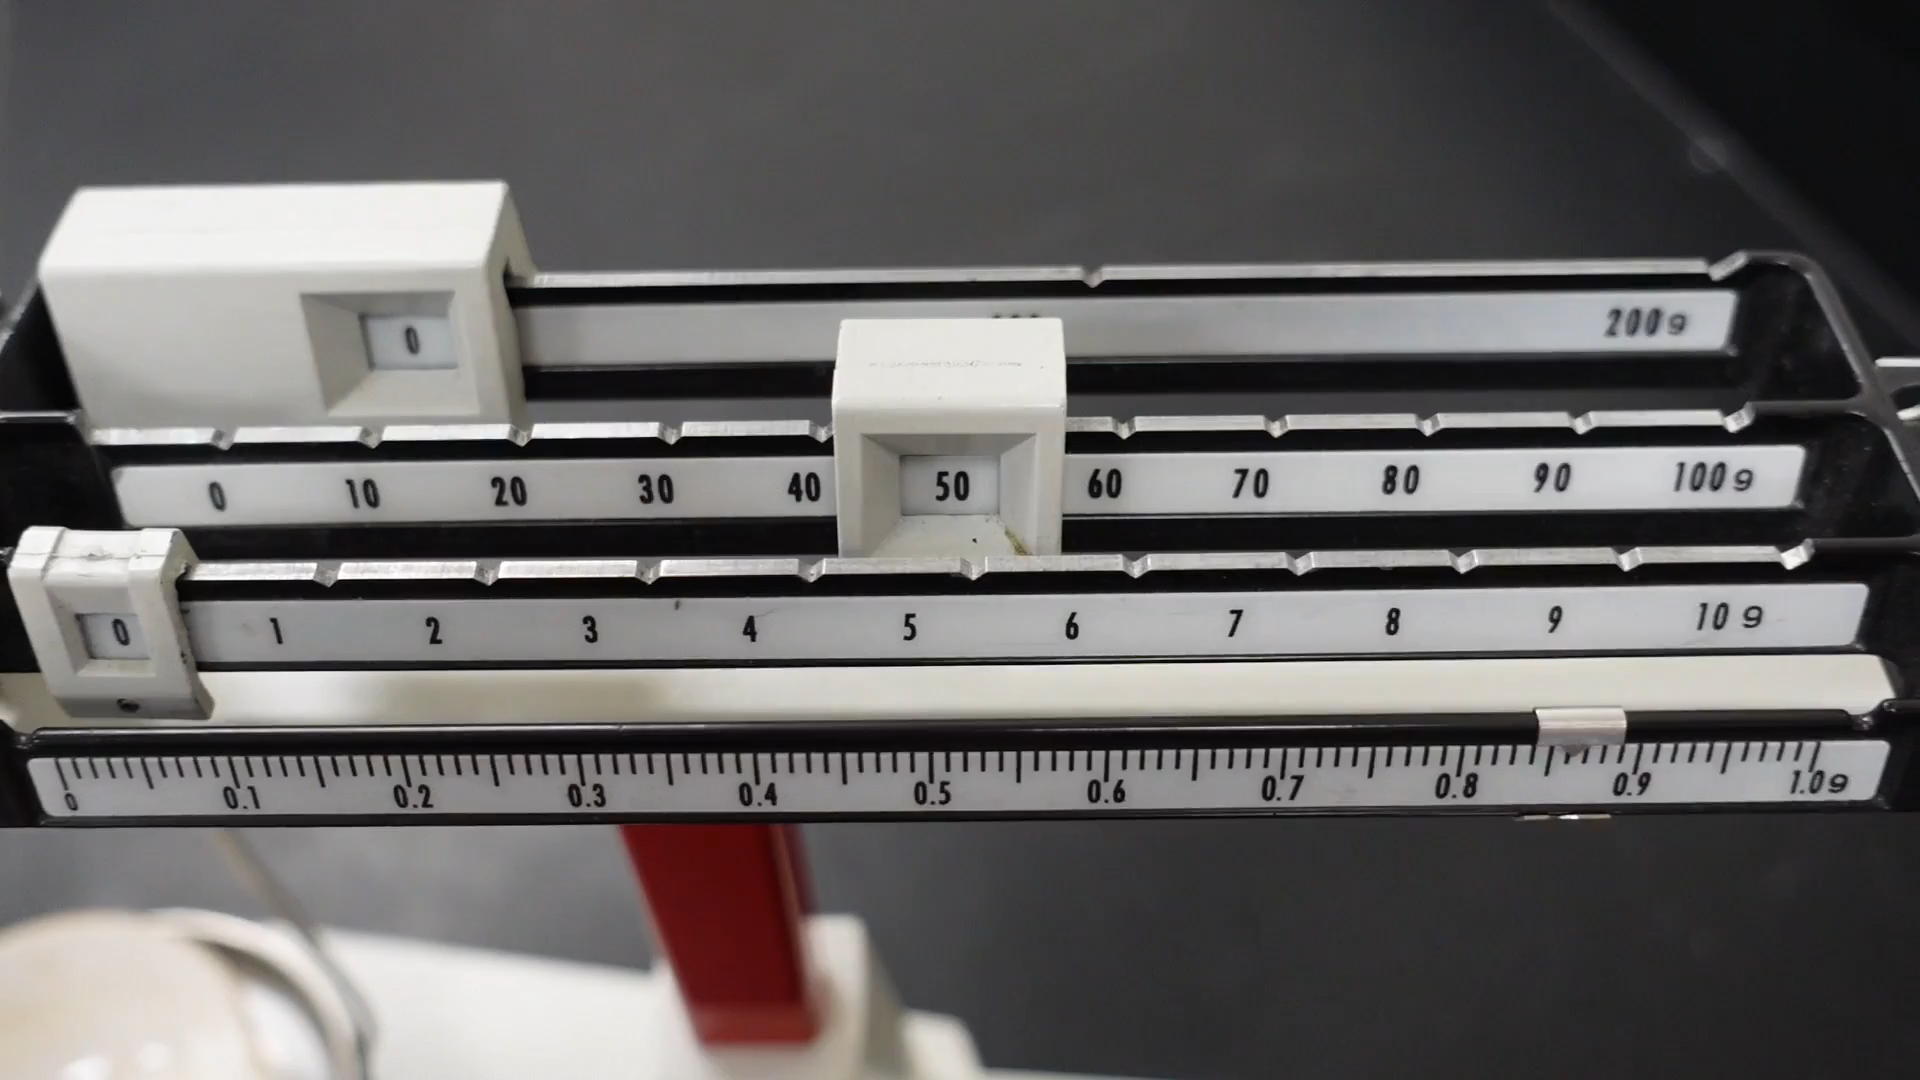 0 200g
0 10 20 30 40 50 60 70 80 90 100g
0 1 2 3 4 5 6 7 8 9 10 g
0 0.1 0.2 0.3 0.4 0.5 0.6 0.7 0.8 0.9 1.0g